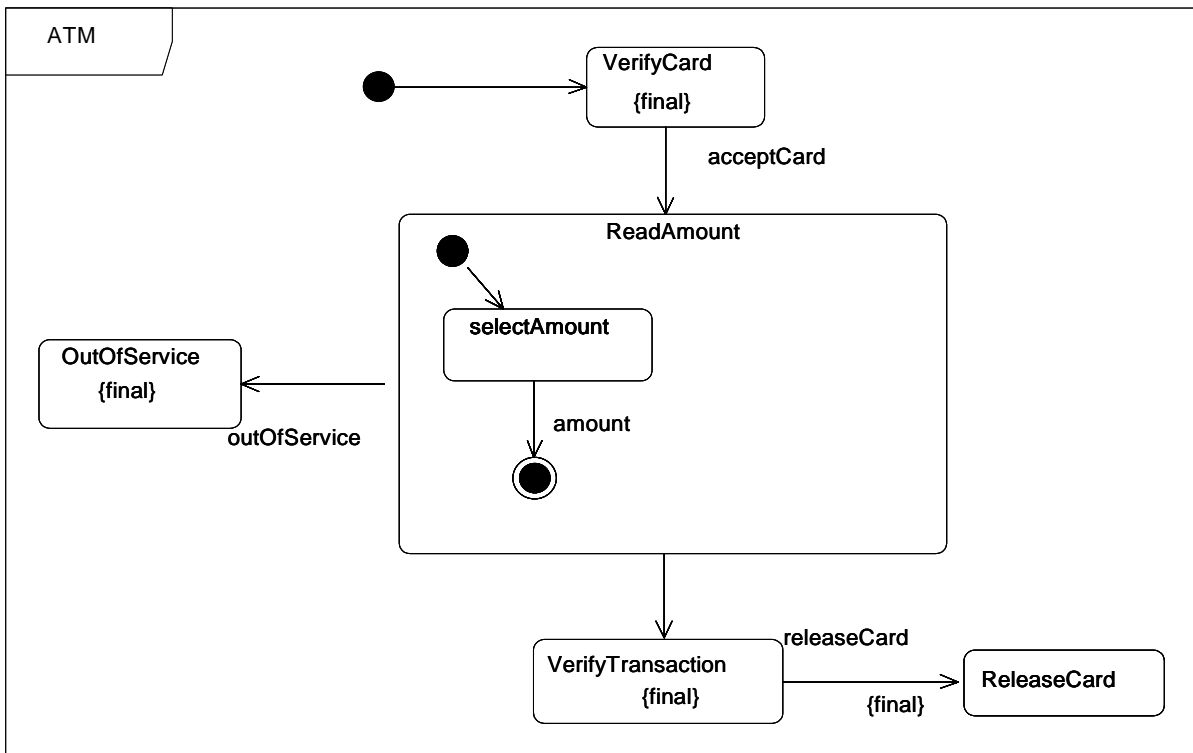 ATM
VerifyCard
{final}
acceptCard
ReadAmount
selectAmount
OutOfService
{final}
outOfService
amount
releaseCard
VerifyTransaction
{final}
{final}
ReleaseCard